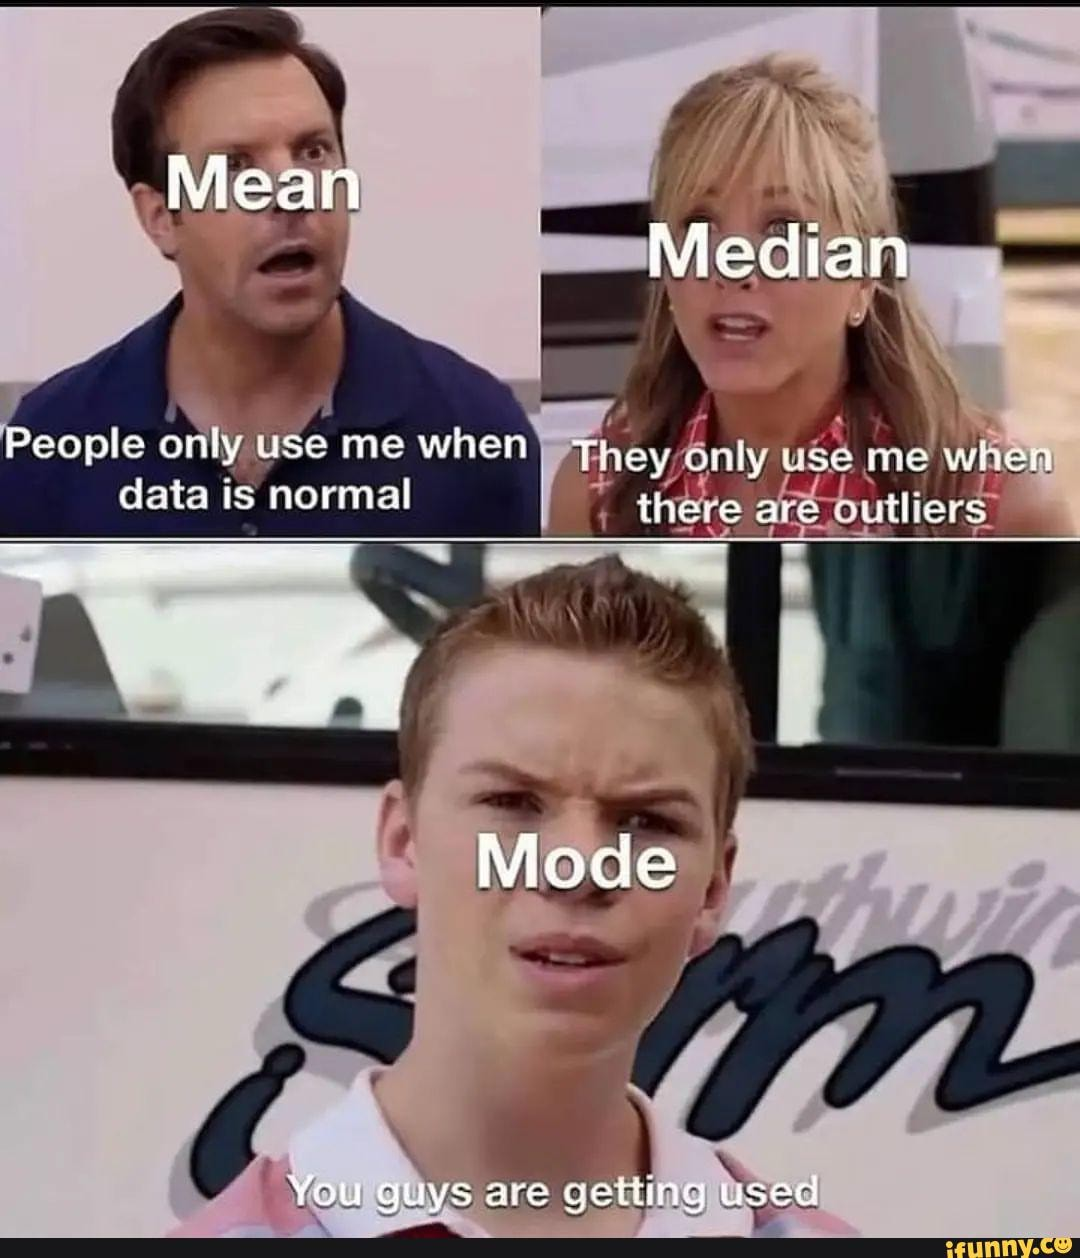 Mean
People only use me when
data is normal
Median
They only use me when
there are outliers
Mode
You guys are getting used
ifunny.co